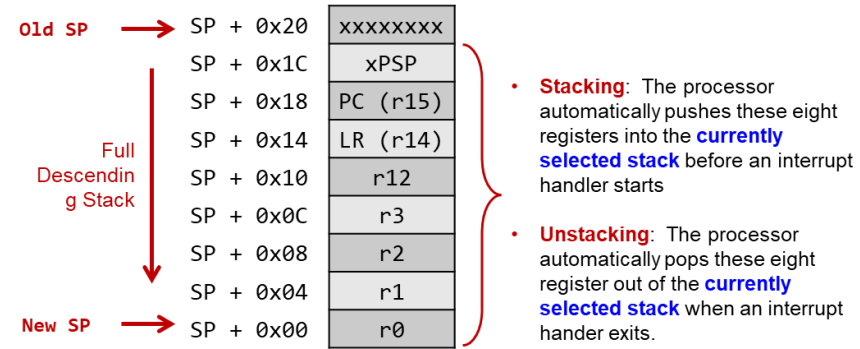 Old SP SP + 0x20 xxxxxxxx
SP + 0x1C xPSP
SP + 0x18 PC (r15)
SP + 0x14 LR (r14)
SP + 0x10 r12
SP + 0x0C r3
SP + 0x08 r2
SP + 0x04 r1
New SP SP + 0x00 r0
Full
Descendin
g Stack
• Stacking: The processor
automatically pushes these eight
registers into the currently
selected stack before an interrupt
handler starts
• Unstacking: The processor
automatically pops these eight
register out of the currently
selected stack when an interrupt
hander exits.